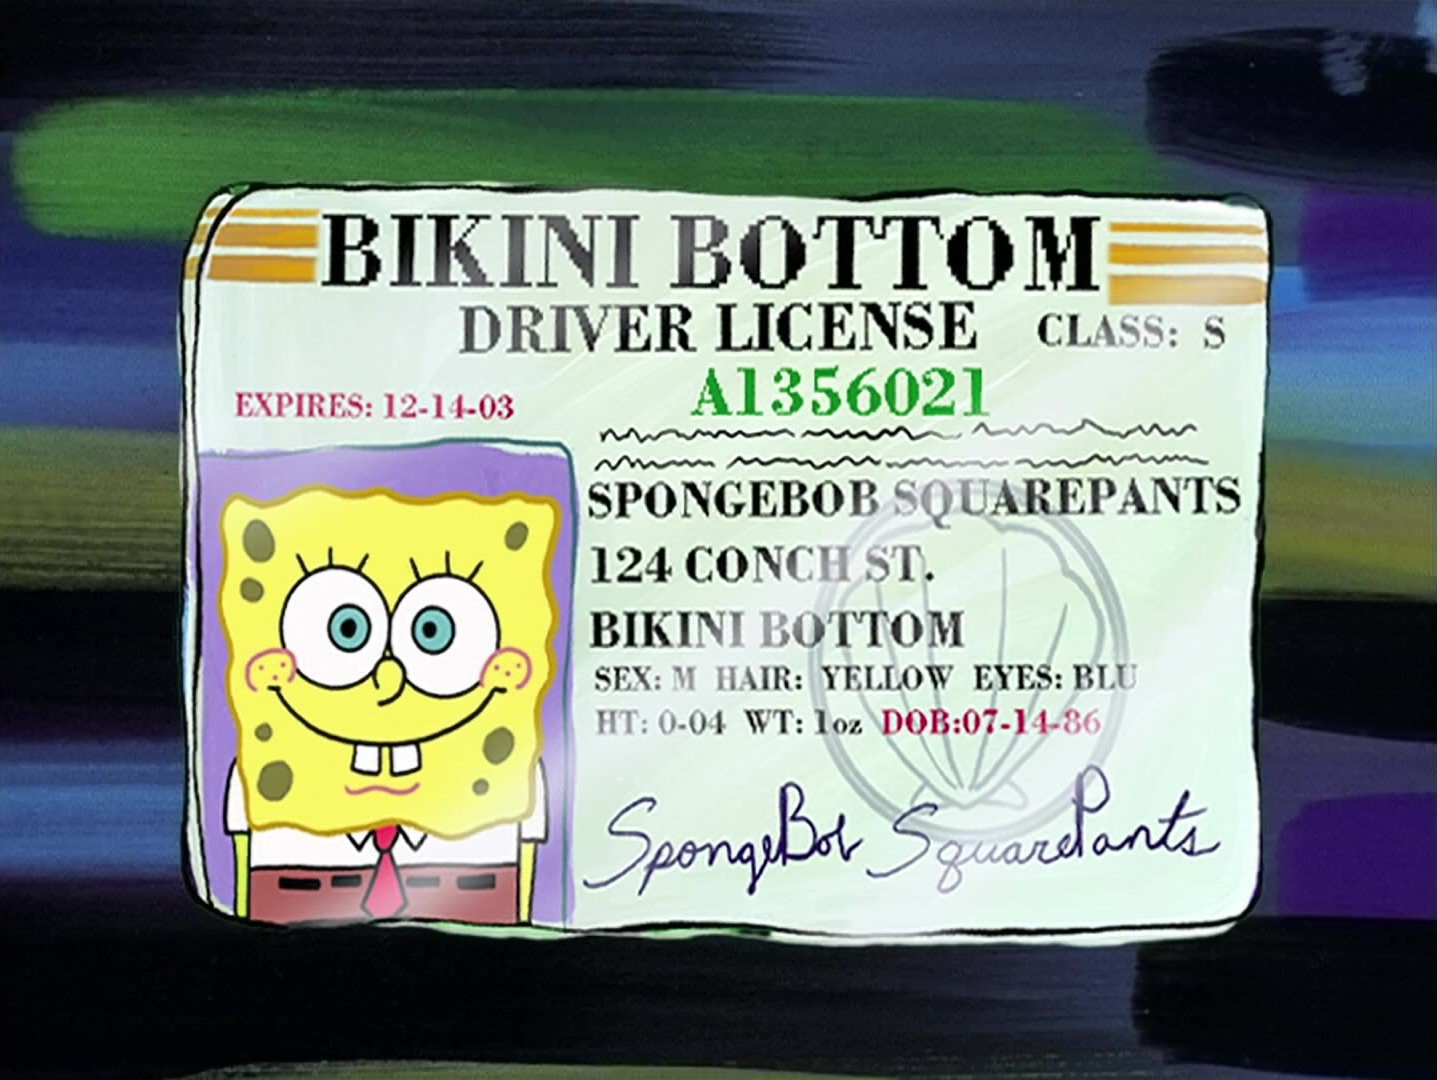 BIKINI BOTTOM
DRIVER LICENSE CLASS: S
A1356021
EXPIRES: 12-14-03
SPONGEBOB SQUAREPANTS
124 CONCH ST.
BIKINI BOTTOM
SEX: M HAIR: YELLOW EYES: BLU
HT: 0-04 WT: 1oz DOB:07-14-86
SpongeBob SquarePants